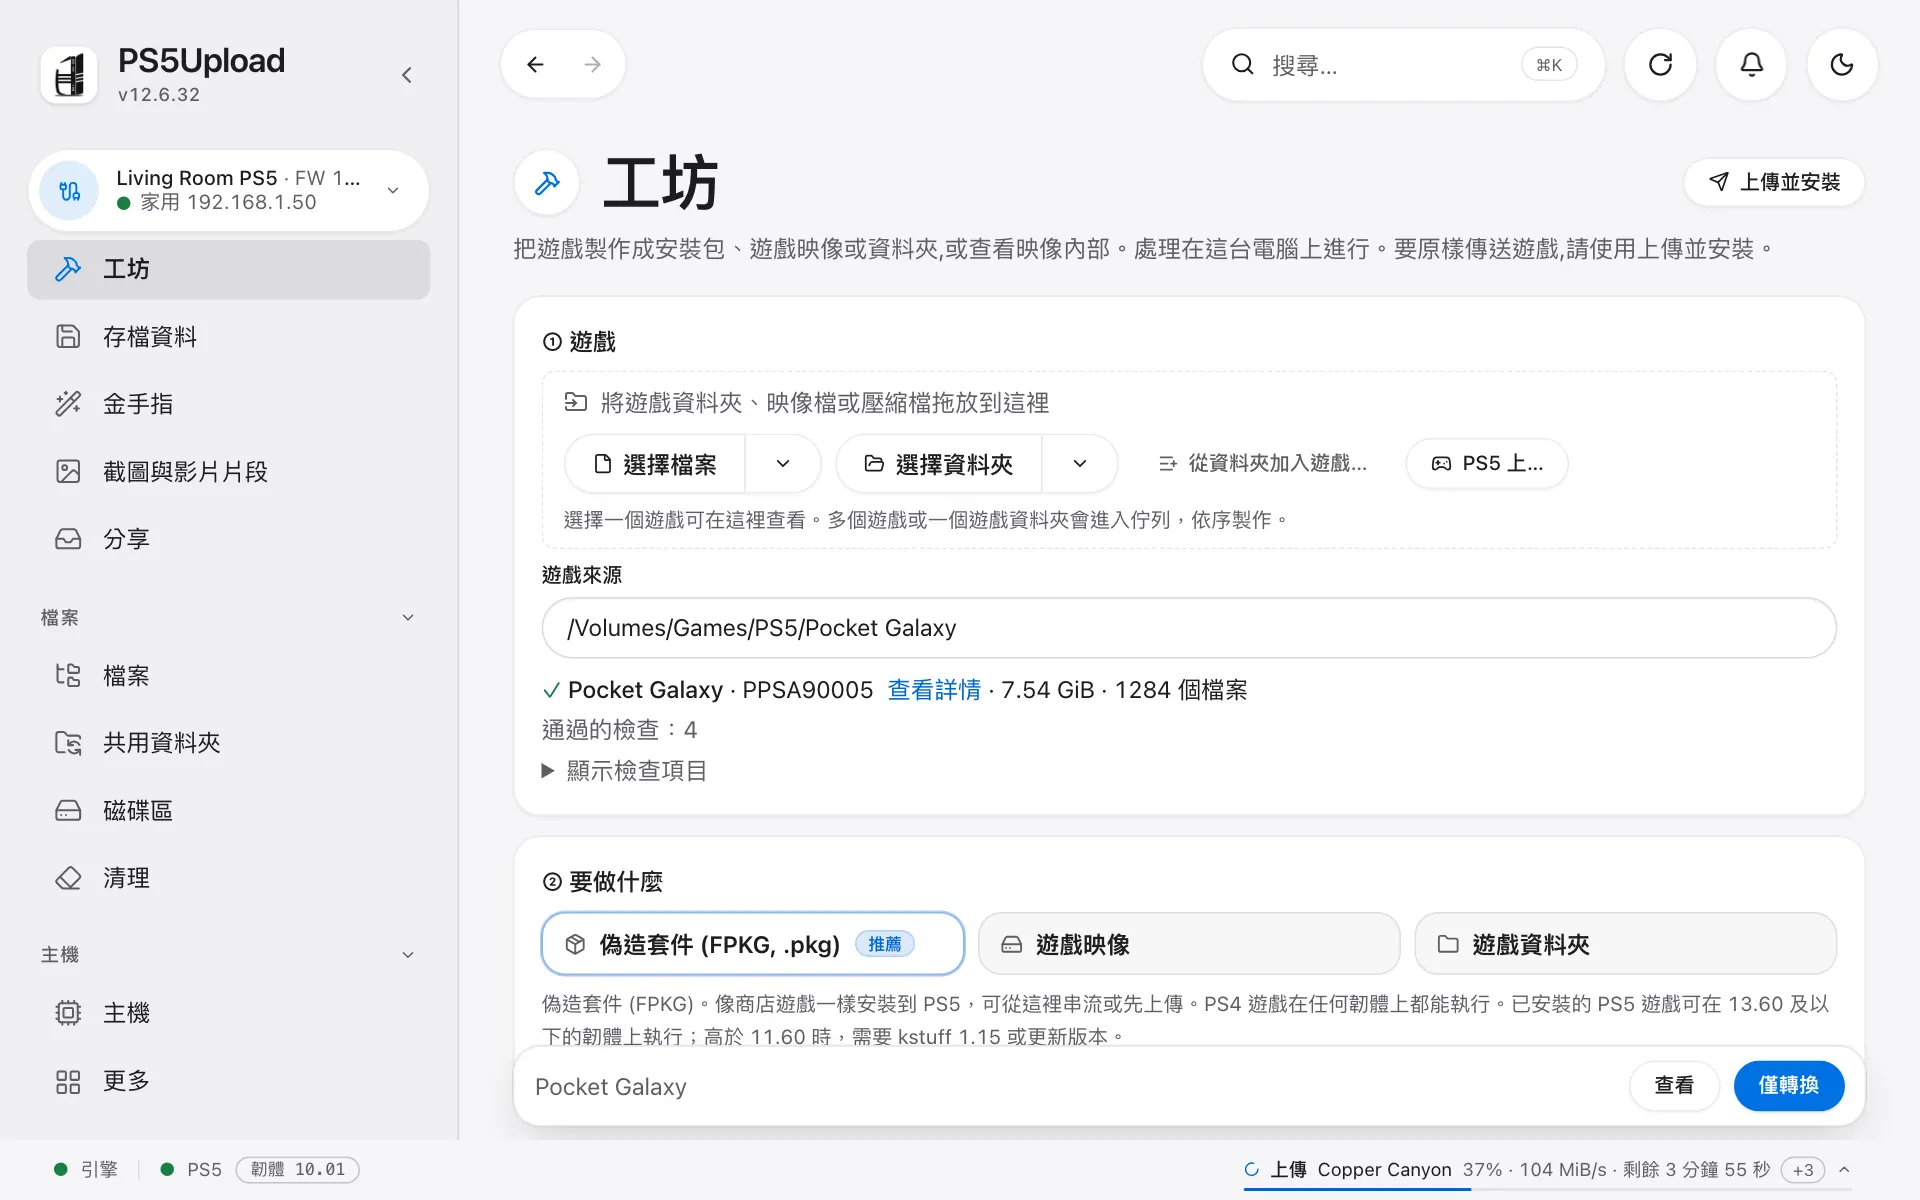 PS5Upload
v12.6.32
Living Room PS5 · FW 1...
家用 192.168.1.50
工坊
存檔資料
金手指
截圖與影片片段
分享
檔案
檔案
共用資料夾
磁碟區
清理
主機
主機
更多
搜尋...
⌘K
工坊
上傳並安裝
把遊戲製作成安裝包、遊戲映像或資料夾,或查看映像內部。處理在這台電腦上進行。要原樣傳送遊戲,請使用上傳並安裝。
① 遊戲
將遊戲資料夾、映像檔或壓縮檔拖放到這裡
選擇檔案
選擇資料夾
從資料夾加入遊戲...
PS5 上...
選擇一個遊戲可在這裡查看。多個遊戲或一個遊戲資料夾會進入佇列，依序製作。
遊戲來源
/Volumes/Games/PS5/Pocket Galaxy
✓ Pocket Galaxy · PPSA90005 查看詳情 · 7.54 GiB · 1284 個檔案
通過的檢查：4
▶ 顯示檢查項目
② 要做什麼
偽造套件 (FPKG, .pkg) 推薦
遊戲映像
遊戲資料夾
偽造套件 (FPKG)。像商店遊戲一樣安裝到 PS5，可從這裡串流或先上傳。PS4 遊戲在任何韌體上都能執行。已安裝的 PS5 遊戲可在 13.60 及以
下的韌體上執行；高於 11.60 時，需要 kstuff 1.15 或更新版本。
Pocket Galaxy
查看
僅轉換
引擎
PS5
韌體 10.01
上傳 Copper Canyon 37% · 104 MiB/s · 剩餘 3 分鐘 55 秒
+3